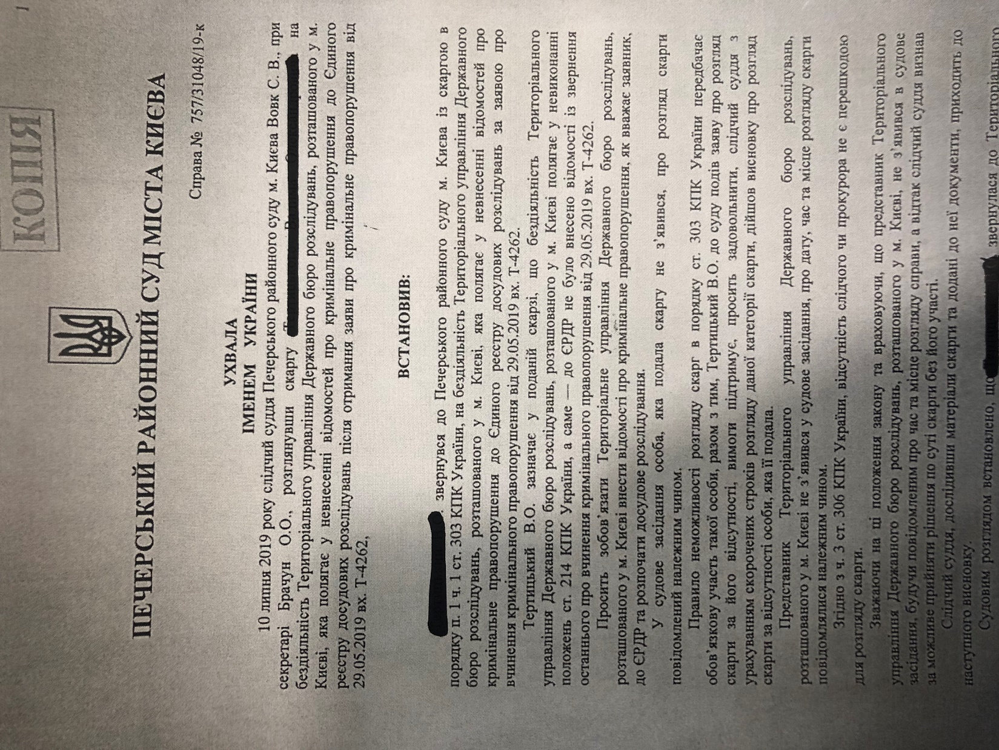 1
КОПІЯ
ПЕЧЕРСЬКИЙ РАЙОННИЙ СУД МІСТА КИЄВА
Справа № 757/31048/19-к
УХВАЛА
ІМЕНЕМ УКРАЇНИ
10 липня 2019 року слідчий суддя Печерського районного суду м. Києва Вовк С. В., при
секретарі Брачун О.О., розглянувши скаргу на
бездіяльність Територіального управління Державного бюро розслідувань, розташованого у м.
Києві, яка полягає у невнесенні відомостей про кримінальне правопорушення до Єдиного
реєстру досудових розслідувань після отримання заяви про кримінальне правопорушення від
29.05.2019 вх. Т-4262,
ВСТАНОВИВ:
звернувся до Печерського районного суду м. Києва із скаргою в
порядку п. 1 ч. 1 ст. 303 КПК України, на бездіяльність Територіального управління Державного
бюро розслідувань, розташованого у м. Києві, яка полягає у невнесенні відомостей про
кримінальне правопорушення до Єдиного реєстру досудових розслідувань за заявою про
вчинення кримінального правопорушення від 29.05.2019 вх. Т-4262.
Тертицький В.О. зазначає у поданій скарзі, що бездіяльність Територіального
управління Державного бюро розслідувань, розташованого у м. Києві полягає у невиконанні
положень ст. 214 КПК України, а саме — до ЄРДР не було внесено відомості із звернення
останнього про вчинення кримінального правопорушення від 29.05.2019 вх. Т-4262.
Просить зобов’язати Територіальне управління Державного бюро розслідувань,
розташованого у м. Києві внести відомості про кримінальне правопорушення, як вважає заявник,
до ЄРДР та розпочати досудове розслідування.
У судове засідання особа, яка подала скаргу не з’явився, про розгляд скарги
повідомлений належним чином.
Правило неможливості розгляду скарг в порядку ст. 303 КПК України передбачає
обов’язкову участь такої особи, разом з тим, Тертицький В.О. до суду подів заяву про розгляд
скарги за його відсутності, вимоги підтримує, просить задовольнити, слідчий суддя з
урахуванням скорочених строків розгляду даної категорії скарги, дійшов висновку про розгляд
скарги за відсутності особи, яка її подала.
Представник Територіального управління Державного бюро розслідувань,
розташованого у м. Києві не з’явився у судове засідання, про дату, час та місце розгляду скарги
повідомлялися належним чином.
Згідно з ч. 3 ст. 306 КПК України, відсутність слідчого чи прокурора не є перешкодою
для розгляду скарги.
Зважаючи на ці положення закону та враховуючи, що представник Територіального
управління Державного бюро розслідувань, розташованого у м. Києві, не з’явився в судове
засідання, будучи повідомленим про час та місце розгляду справи, а відтак слідчий суддя визнав
за можливе прийняти рішення по суті скарги без його участі.
Слідчий суддя, дослідивши матеріали скарги та додані до неї документи, приходить до
наступного висновку.
Судовим розглядом встановлено, що звернулася до Територіального